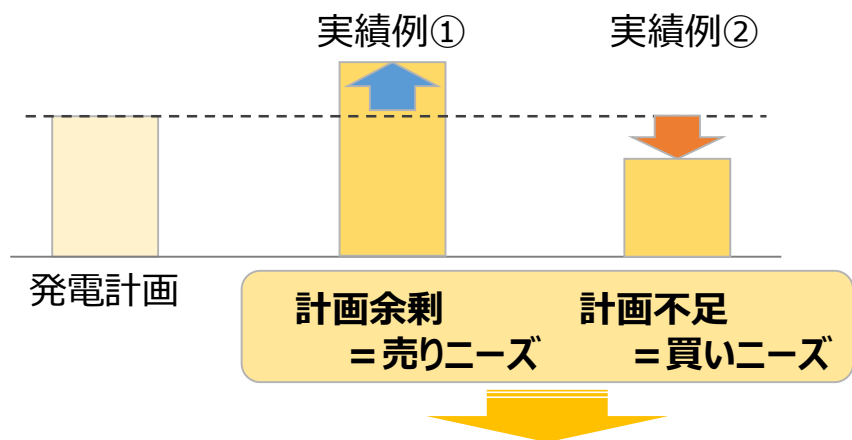 実績例①
実績例②
発電計画
計画余剰
＝売りニーズ
計画不足
＝買いニーズ